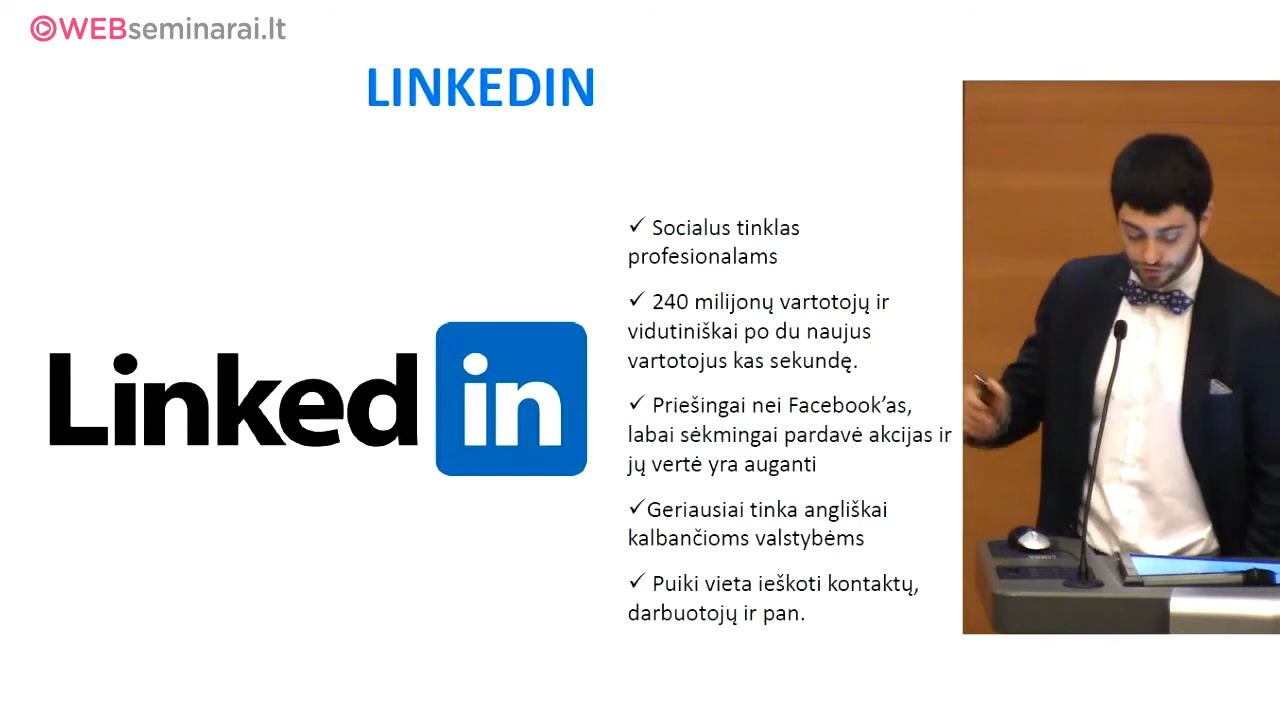 WEBseminarai.lt
LINKEDIN
✓ Socialus tinklas
profesionalams
✓ 240 milijonų vartotojų ir
vidutiniškai po du naujus
vartotojus kas sekundę.
✓ Priešingai nei Facebook’as,
labai sėkmingai pardavė akcijas ir
jų vertė yra auganti
✓Geriausiai tinka angliškai
kalbančioms valstybėms
✓ Puiki vieta ieškoti kontaktų,
darbuotojų ir pan.
Linked in